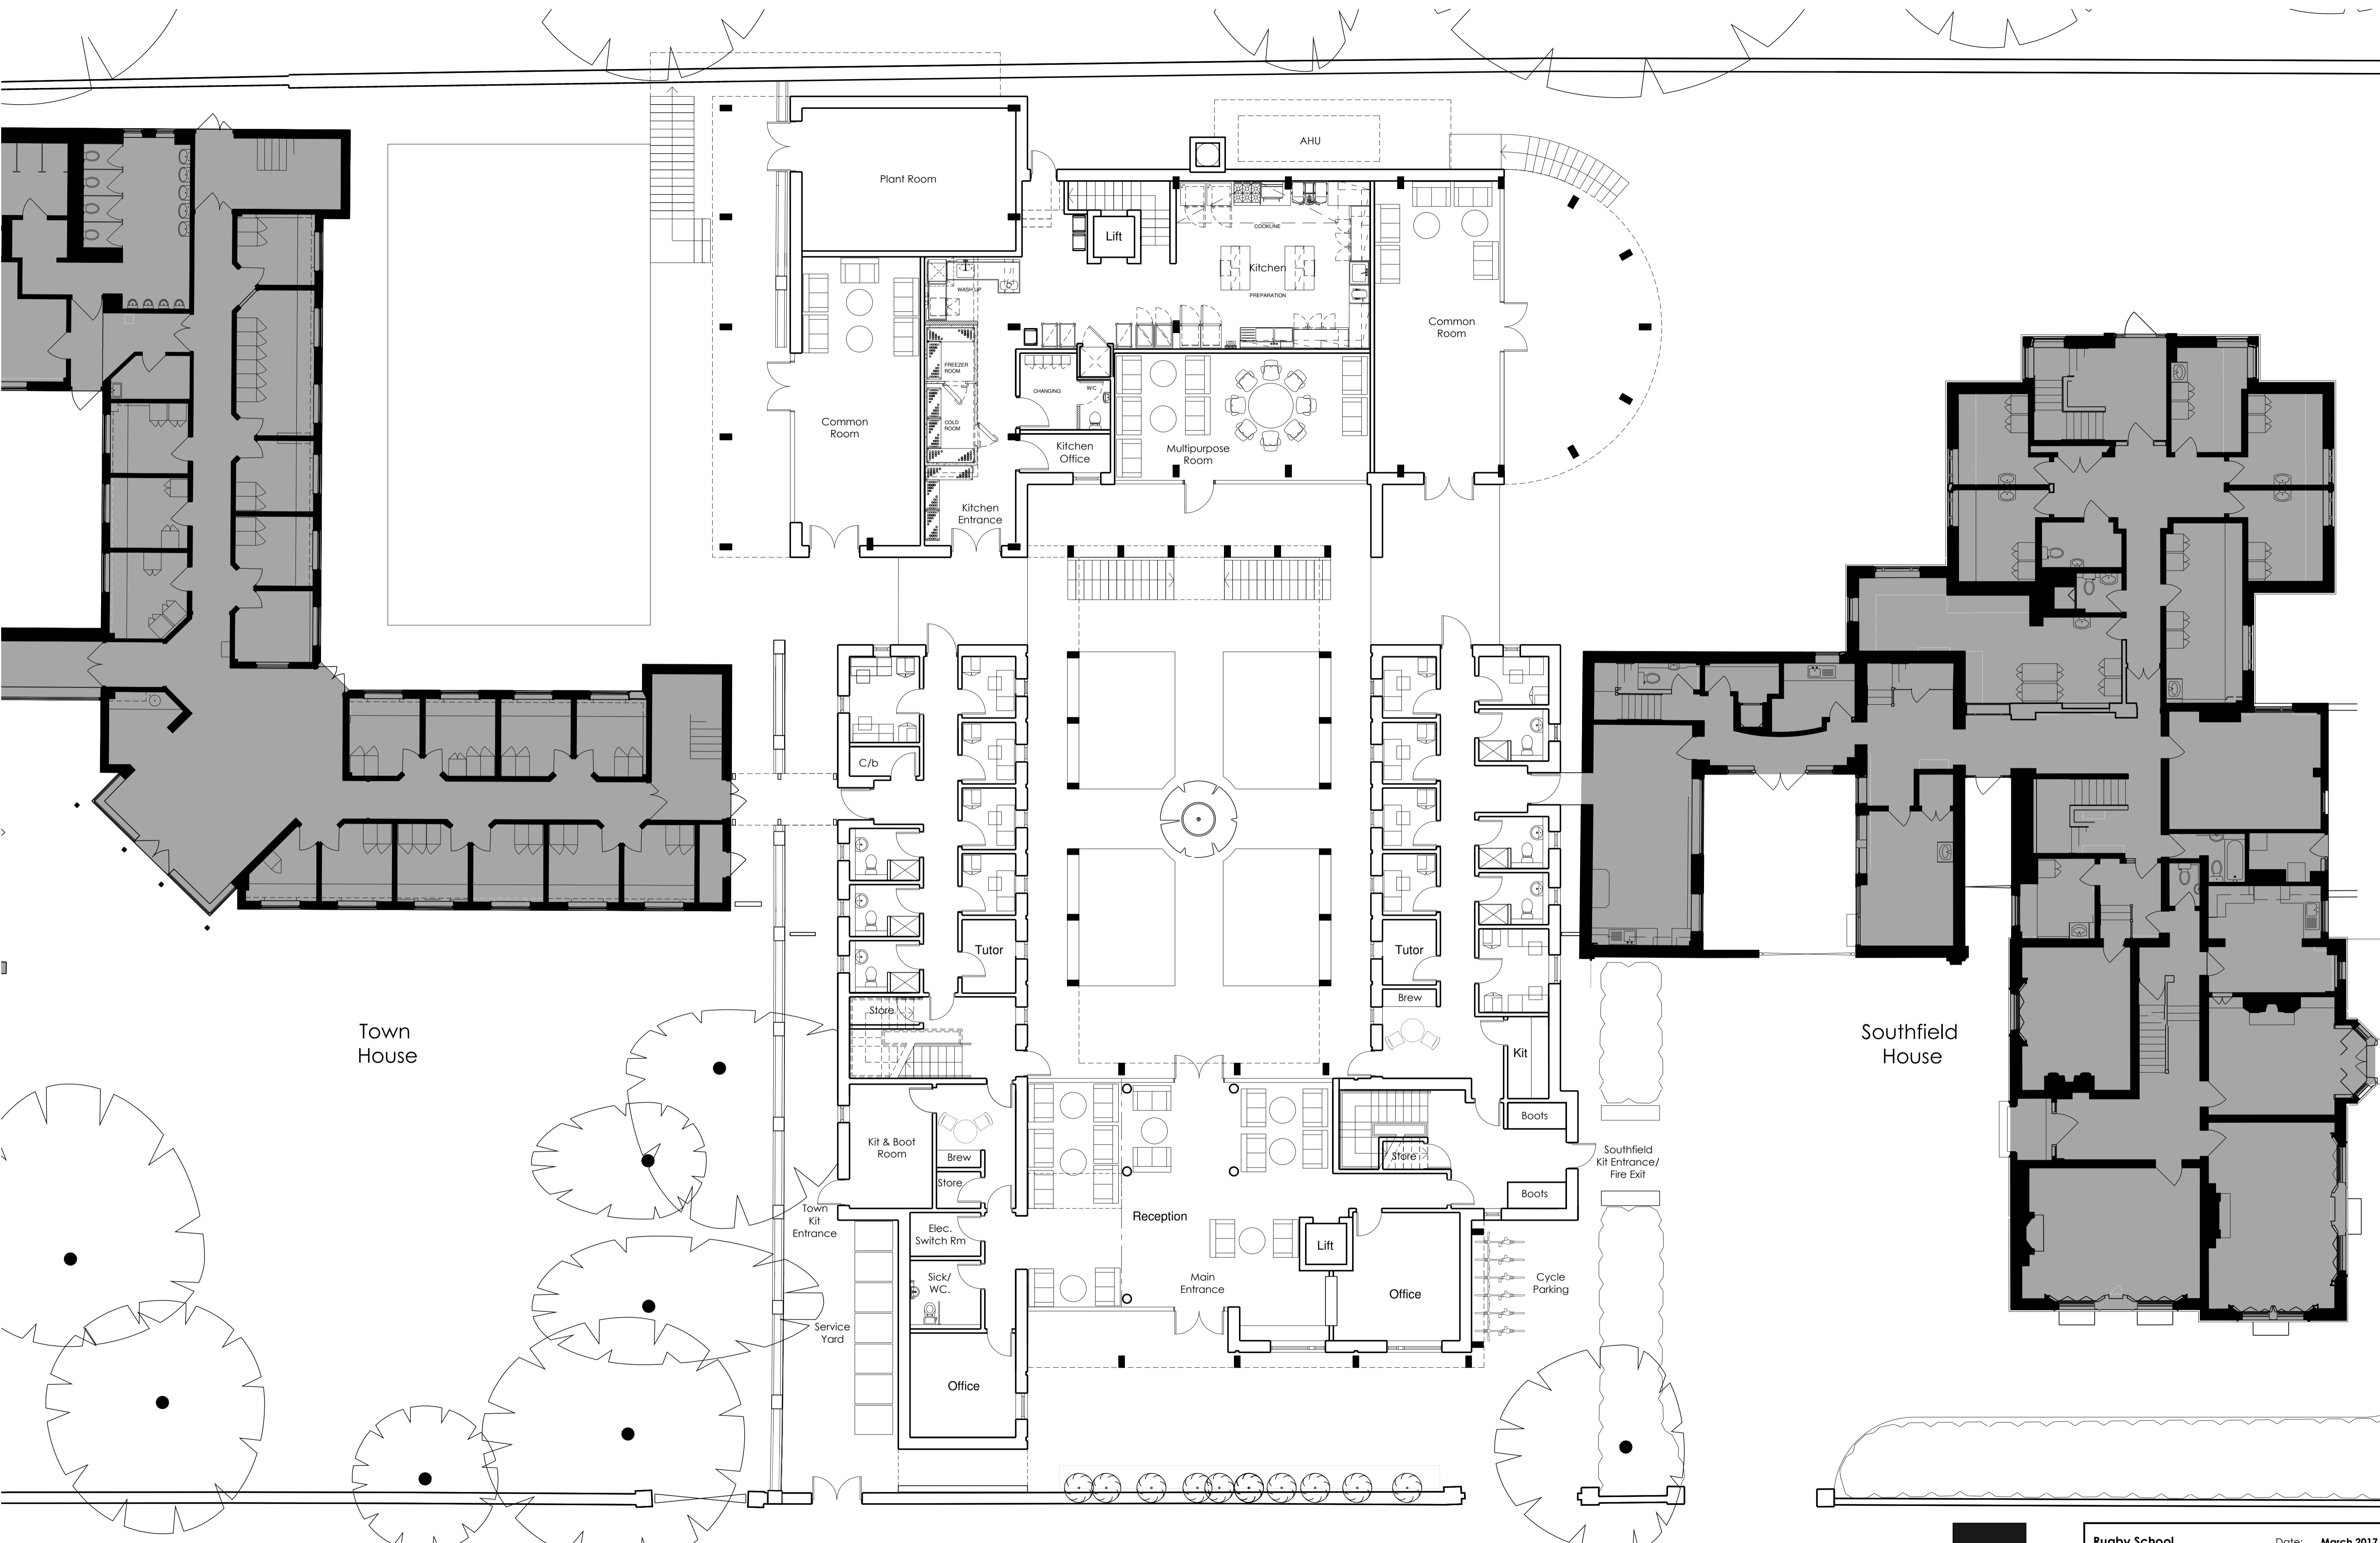 AHU
Plant Room
Lift
COOKLINE
Kitchen
WASH UP
PREPARATION
Common
Room
FREEZER
ROOM
CHANGING
W/C
COLD
ROOM
Common
Room
Kitchen
Office
Multipurpose
Room
Kitchen
Entrance
C/b
Tutor
Tutor
Brew
Store
Town
House
Southfield
House
Kit
Boots
Kit & Boot
Room
Brew
Store
Southfield
Kit Entrance/
Fire Exit
Store
Boots
Town
Kit
Entrance
Reception
Elec.
Switch Rm
Lift
Sick/
WC.
Main
Entrance
Cycle
Parking
Office
Service
Yard
Office
Rugby School
Date: March 2017